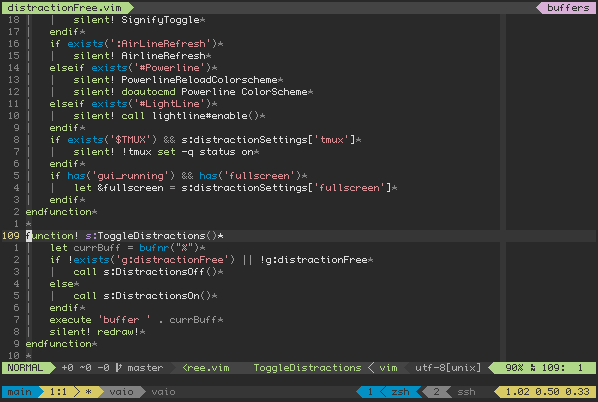 distractionFree.vim buffers
18 | | silent! SignifyToggle*
17 | endif*
16 | if exists(':AirLineRefresh')*
15 | | silent! AirlineRefresh*
14 | elseif exists('#Powerline')*
13 | | silent! PowerlineReloadColorscheme*
12 | | silent! doautocmd Powerline ColorScheme*
11 | elseif exists('#LightLine')*
10 | | silent! call lightline#enable()*
9 | endif*
8 | if exists('$TMUX') && s:distractionSettings['tmux']*
7 | | silent! !tmux set -q status on*
6 | endif*
5 | if has('gui_running') && has('fullscreen')*
4 | | let &fullscreen = s:distractionSettings['fullscreen']*
3 | endif*
2 endfunction*
1 *
109 function! s:ToggleDistractions()*
1 | let currBuff = bufnr("%")*
2 | if !exists('g:distractionFree') || !g:distractionFree*
3 | | call s:DistractionsOff()*
4 | else*
5 | | call s:DistractionsOn()*
6 | endif*
7 | execute 'buffer ' . currBuff*
8 | silent! redraw!*
9 endfunction*
10 *
NORMAL +0 ~0 -0 master <ree.vim ToggleDistractions < vim utf-8[unix] 90% 109: 1
main 1:1 > * vaio > vaio 1 < zsh < 2 < ssh 1.02 0.50 0.33